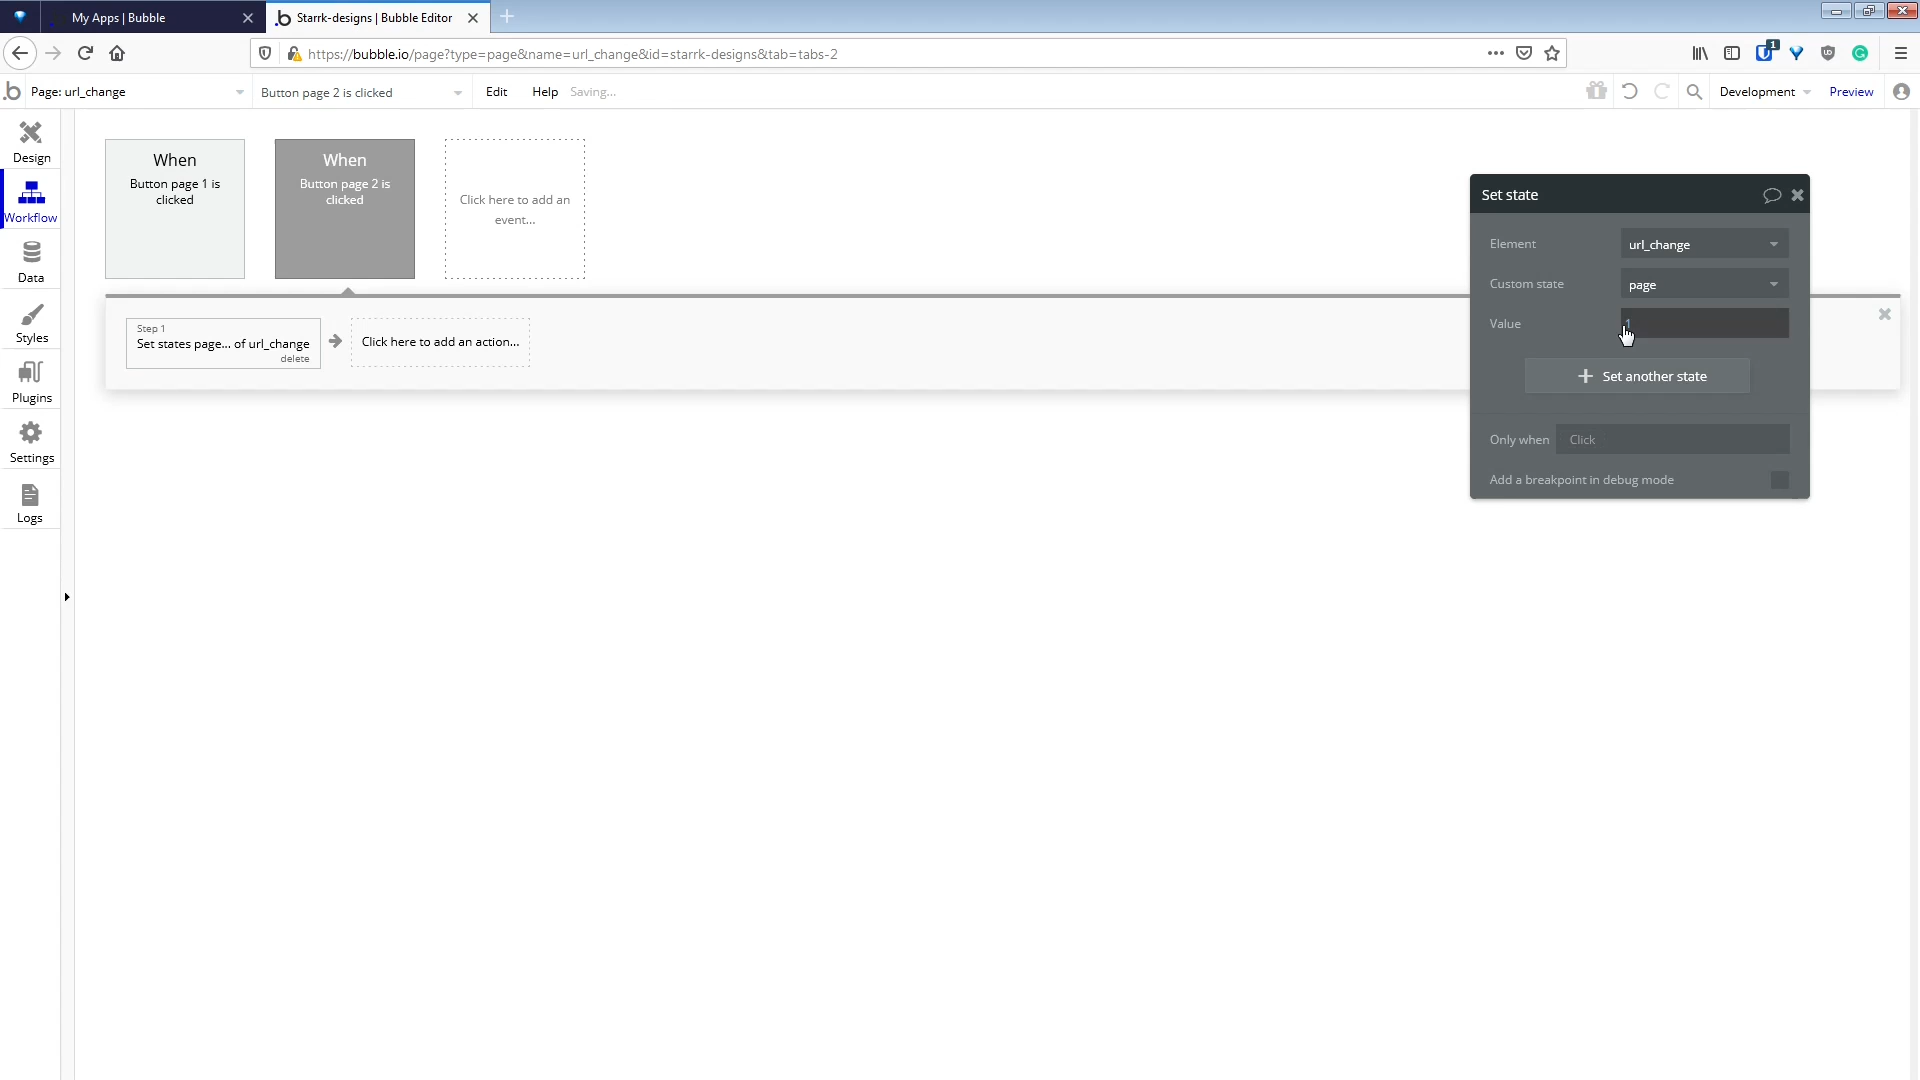 My Apps | Bubble
Starrk-designs | Bubble Editor
https://bubble.io/page?type=page&name=url_change&id=starrk-designs&tab=tabs-2
1
Page: url_change
Button page 2 is clicked
Edit
Help
Saving...
Development
Preview
Design
Workflow
Data
Styles
Plugins
Settings
Logs
When
Button page 1 is
clicked
When
Button page 2 is
clicked
Click here to add an
event...
Step 1
Set states page... of url_change
delete
Click here to add an action...
Set state
Element
url_change
Custom state
page
Value
1
Set another state
Only when
Click
Add a breakpoint in debug mode